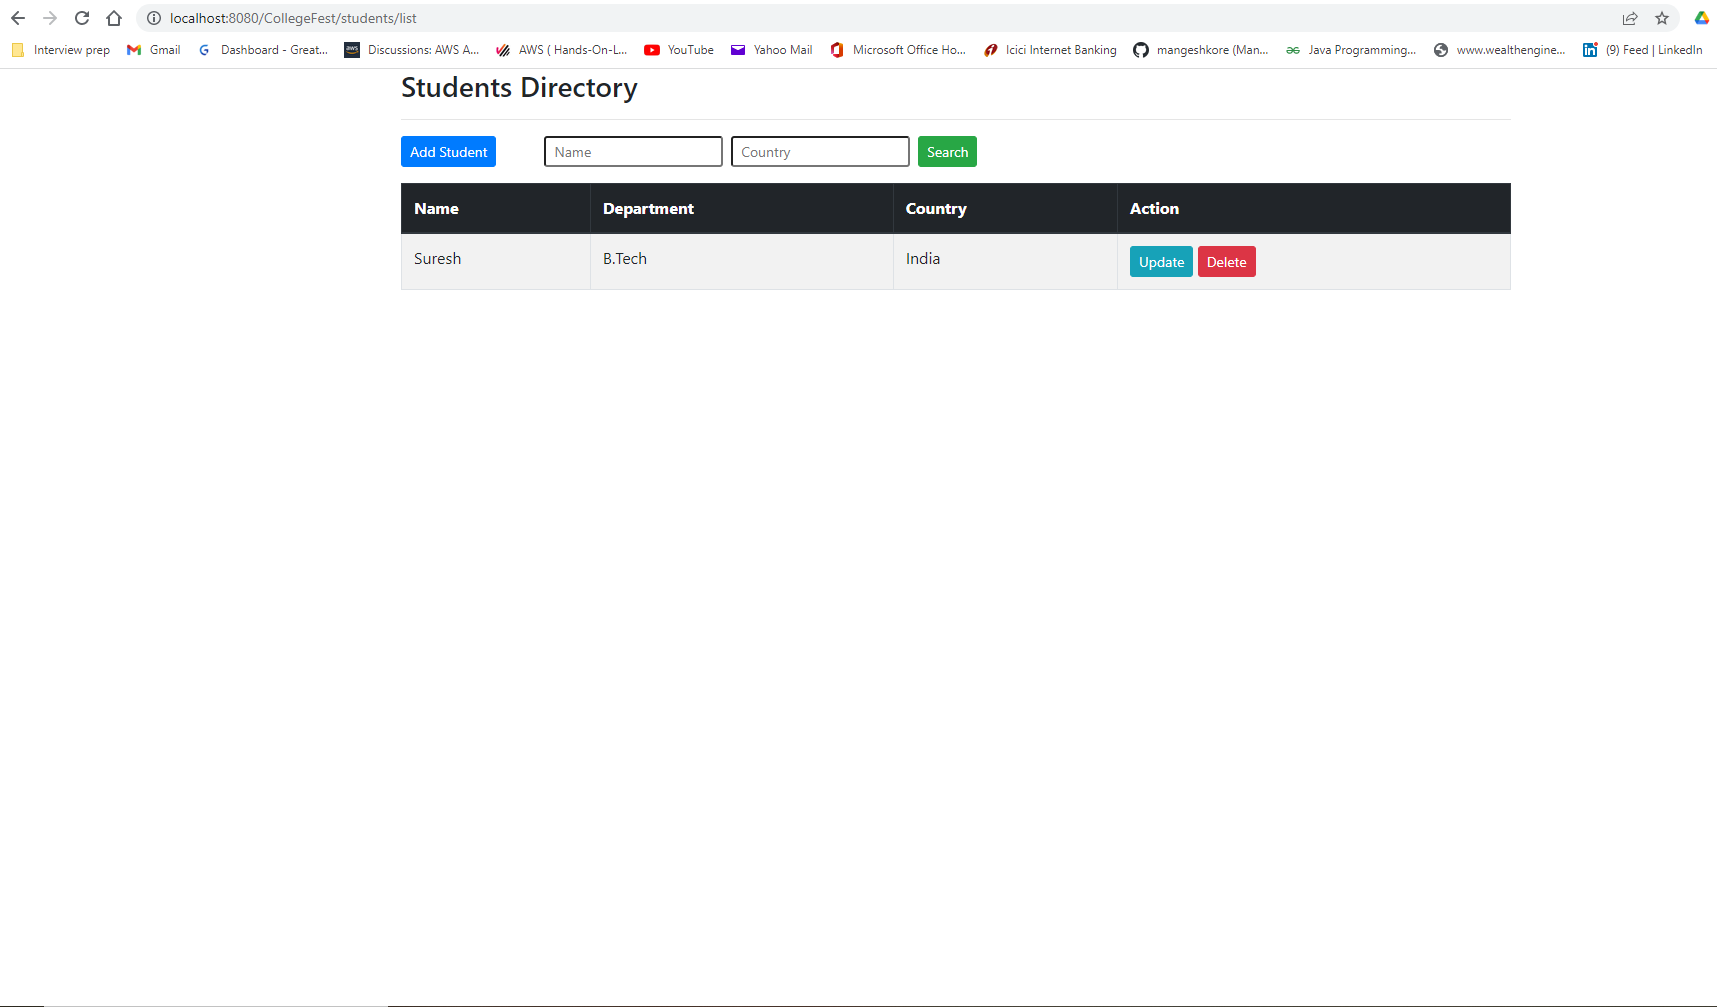 localhost:8080/CollegeFest/students/list
Interview prep Gmail Dashboard - Great... aws Discussions: AWS A... AWS ( Hands-On-L... YouTube Yahoo Mail Microsoft Office Ho... Icici Internet Banking mangeshkore (Man... Java Programming... www.wealthengine... (9) Feed | LinkedIn
Students Directory
Add Student Name Country Search
Name Department Country Action
Suresh B.Tech India Update Delete